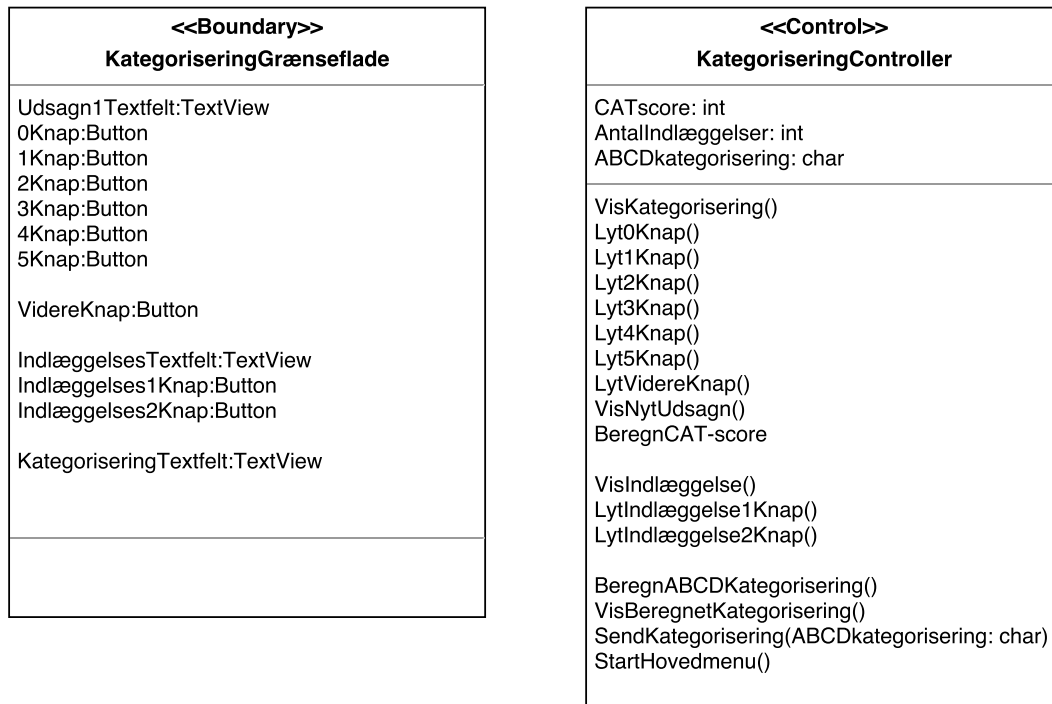 <<Boundary>>
KategoriseringGrænseflade
Udsagn1Textfelt:TextView
0Knap:Button
1Knap:Button
2Knap:Button
3Knap:Button
4Knap:Button
5Knap:Button
VidereKnap:Button
IndlæggelsesTextfelt:TextView
Indlæggelses1Knap:Button
Indlæggelses2Knap:Button
KategoriseringTextfelt:TextView
<<Control>>
KategoriseringController
CATscore: int
AntalIndlæggelser: int
ABCDkategorisering: char
VisKategorisering()
Lyt0Knap()
Lyt1Knap()
Lyt2Knap()
Lyt3Knap()
Lyt4Knap()
Lyt5Knap()
LytVidereKnap()
VisNytUdsagn()
BeregnCAT-score
VisIndlæggelse()
LytIndlæggelse1Knap()
LytIndlæggelse2Knap()
BeregnABCDKategorisering()
VisBeregnetKategorisering()
SendKategorisering(ABCDkategorisering: char)
StartHovedmenu()